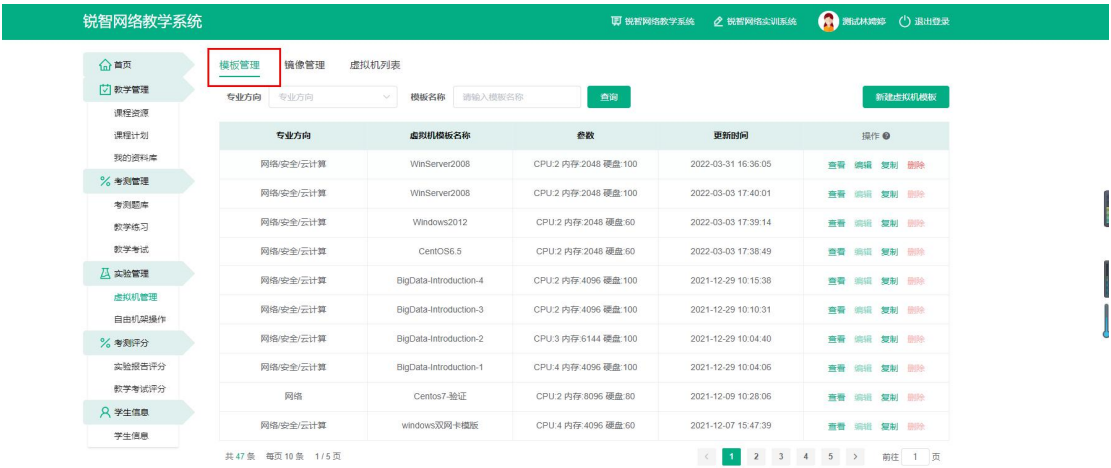 锐智网络教学系统 锐智网络教学系统 锐智网络实训系统 测试林婷婷 退出登录
首页
教学管理
课程资源
课程计划
我的资料库
考测管理
考测题库
教学练习
教学考试
实验管理
虚拟机管理
自由机架操作
考测评分
实验报告评分
教学考试评分
学生信息
学生信息
模板管理 镜像管理 虚拟机列表
专业方向 专业方向 模板名称 请输入模板名称 查询 新建虚拟机模板
专业方向 虚拟机模板名称 参数 更新时间 操作
网络/安全/云计算 WinServer2008 CPU:2 内存:2048 硬盘:100 2022-03-31 16:36:05 查看 编辑 复制 删除
网络/安全/云计算 WinServer2008 CPU:2 内存:2048 硬盘:100 2022-03-03 17:40:01 查看 编辑 复制 删除
网络/安全/云计算 Windows2012 CPU:2 内存:2048 硬盘:60 2022-03-03 17:39:14 查看 编辑 复制 删除
网络/安全/云计算 CentOS6.5 CPU:2 内存:2048 硬盘:60 2022-03-03 17:38:49 查看 编辑 复制 删除
网络/安全/云计算 BigData-Introduction-4 CPU:2 内存:4096 硬盘:100 2021-12-29 10:15:38 查看 编辑 复制 删除
网络/安全/云计算 BigData-Introduction-3 CPU:2 内存:4096 硬盘:100 2021-12-29 10:10:31 查看 编辑 复制 删除
网络/安全/云计算 BigData-Introduction-2 CPU:3 内存:6144 硬盘:100 2021-12-29 10:04:40 查看 编辑 复制 删除
网络/安全/云计算 BigData-Introduction-1 CPU:4 内存:4096 硬盘:100 2021-12-29 10:04:06 查看 编辑 复制 删除
网络 Centos7-验证 CPU:2 内存:8096 硬盘:80 2021-12-09 10:28:06 查看 编辑 复制 删除
网络/安全/云计算 windows双网卡模版 CPU:4 内存:4096 硬盘:60 2021-12-07 15:47:39 查看 编辑 复制 删除
共 47 条 每页 10 条 1 / 5 页 < 1 2 3 4 5 > 前往 1 页